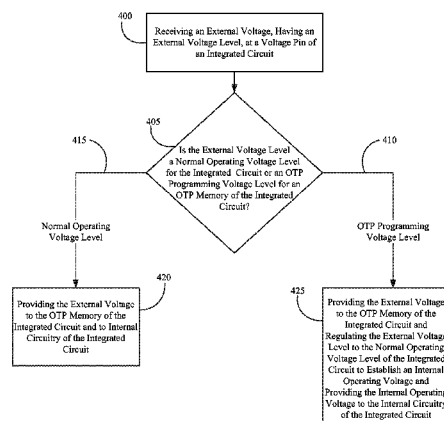 400
Receiving an External Voltage, Having an
External Voltage Level, at a Voltage Pin of
an Integrated Circuit
405
415
410
Is the External Voltage Level
a Normal Operating Voltage Level
for the Integrated Circuit or an OTP
Programming Voltage Level for an
OTP Memory of the Integrated
Circuit?
Normal Operating
Voltage Level
OTP Programming
Voltage Level
420
Providing the External Voltage
to the OTP Memory of the
Integrated Circuit and to Internal
Circuitry of the Integrated
Circuit
425
Providing the External Voltage
to the OTP Memory of the
Integrated Circuit and
Regulating the External Voltage
Level to the Normal Operating
Voltage Level of the Integrated
Circuit to Establish an Internal
Operating Voltage and
Providing the Internal Operating
Voltage to the Internal Circuitry
of the Integrated Circuit